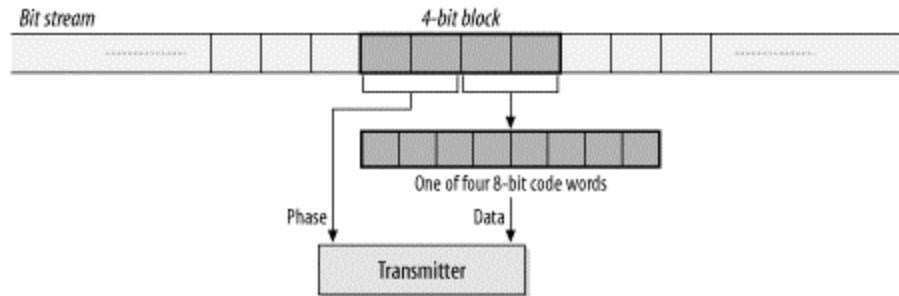 Bit stream
4-bit block
One of four 8-bit code words
Phase
Data
Transmitter